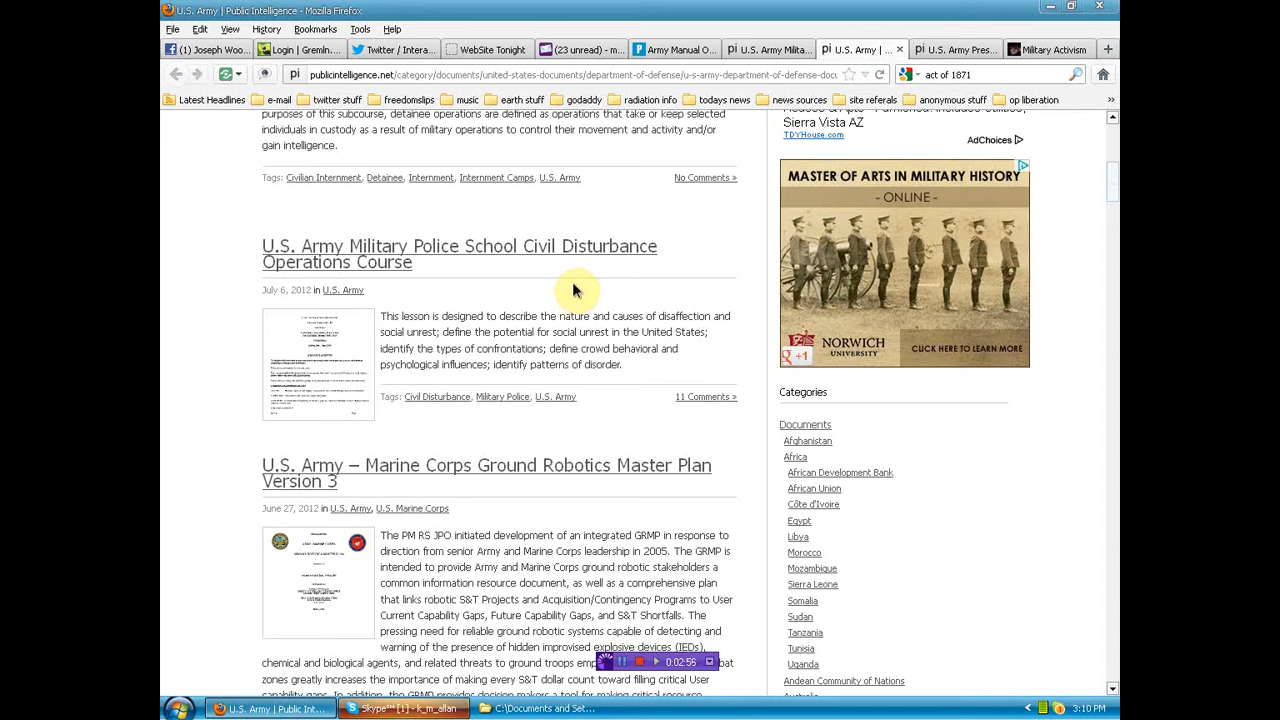 U.S. Army | Public Intelligence - Mozilla Firefox
File Edit View History Bookmarks Tools Help
(1) Joseph Woo... Login | Gremln... Twitter / Intera... WebSite Tonight (23 unread) - m... Army Manual O... U.S. Army Milita... U.S. Army | ... U.S. Army Pres... Military Activism
publicintelligence.net/category/documents/united-states-documents/department-of-defense/u-s-army-department-of-defense-docu
act of 1871
Latest Headlines e-mail twitter stuff freedomslips music earth stuff godaddy radiation info todays news news sources site referals anonymous stuff op liberation
purposes of this subcourse, detainee operations are defined as operations that take or keep selected
individuals in custody as a result of military operations to control their movement and activity and/or
gain intelligence.
Tags: Civilian Internment, Detainee, Internment, Internment Camps, U.S. Army
No Comments »
U.S. Army Military Police School Civil Disturbance
Operations Course
July 6, 2012 in U.S. Army
This lesson is designed to describe the nature and causes of disaffection and
social unrest; define the potential for social unrest in the United States;
identify the types of confrontations; define crowd behavioral and
psychological influences; identify patterns of disorder.
Tags: Civil Disturbance, Military Police, U.S. Army
11 Comments »
U.S. Army – Marine Corps Ground Robotics Master Plan
Version 3
June 27, 2012 in U.S. Army, U.S. Marine Corps
The PM RS JPO initiated development of an integrated GRMP in response to
direction from senior Army and Marine Corps leadership in 2005. The GRMP is
intended to provide Army and Marine Corps ground robotic stakeholders a
common information resource document, as well as a comprehensive plan
that links robotic S&T Projects and Acquisition/Contingency Programs to User
Current Capability Gaps, Future Capability Gaps, and S&T Shortfalls. The
pressing need for reliable ground robotic systems capable of detecting and
warning of the presence of hidden improvised explosive devices (IEDs),
chemical and biological agents, and related threats to ground troops
zones greatly increases the importance of making every S&T dollar count toward filling critical User
Sierra Vista AZ
TDYHouse.com
AdChoices
MASTER OF ARTS IN MILITARY HISTORY
- ONLINE -
NORWICH
UNIVERSITY
CLICK HERE TO LEARN MORE
+1
Categories
Documents
Afghanistan
Africa
African Development Bank
African Union
Côte d'Ivoire
Egypt
Libya
Morocco
Mozambique
Sierra Leone
Somalia
Sudan
Tanzania
Tunisia
Uganda
Andean Community of Nations
0:02:56
U.S. Army | Public Int... Skype™ [1] - k_m_allan C:\Documents and Set... 3:10 PM